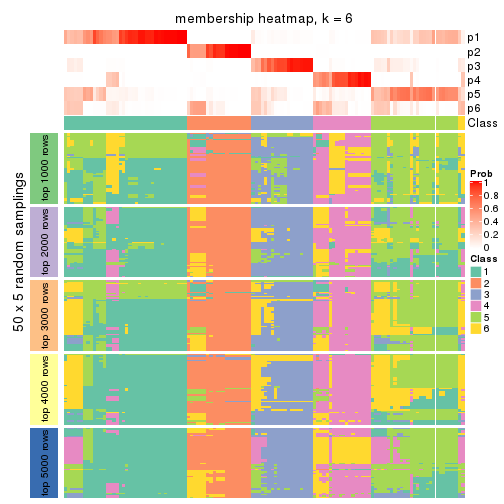 membership heatmap, k = 6
p1
p2
p3
p4
p5
p6
Class
50 x 5 random samplings
top 1000 rows
top 2000 rows
top 3000 rows
top 4000 rows
top 5000 rows
Prob
1
0.8
0.6
0.4
0.2
0
Class
1
2
3
4
5
6